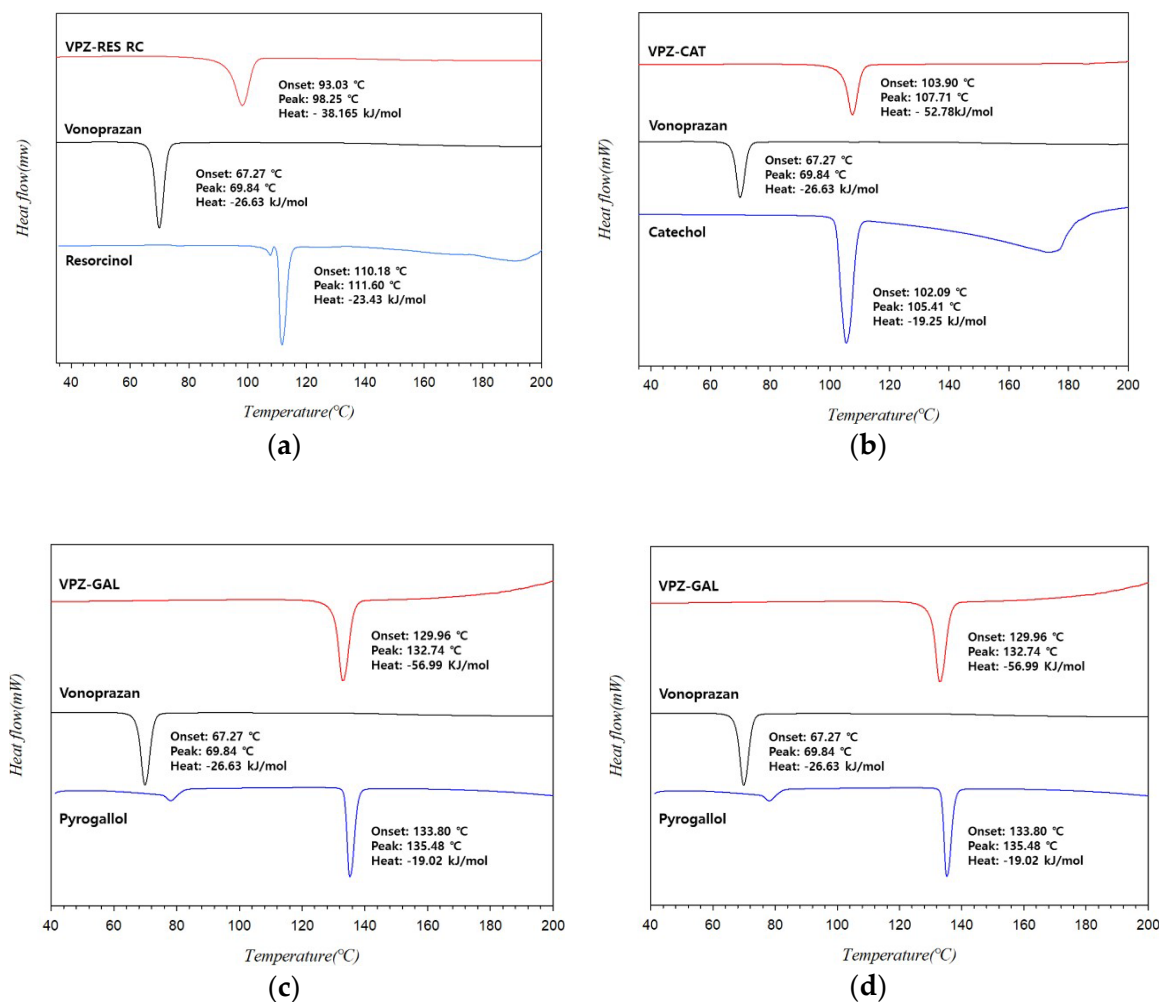 VPZ-RES RC
Onset: 93.03 ℃
Peak: 98.25 ℃
Heat: - 38.165 kJ/mol
Vonoprazan
Onset: 67.27 ℃
Peak: 69.84 ℃
Heat: -26.63 kJ/mol
Resorcinol
Onset: 110.18 ℃
Peak: 111.60 ℃
Heat: -23.43 kJ/mol
Heat flow(mw)
40 60 80 100 120 140 160 180 200
Temperature(℃)
(a)
VPZ-CAT
Onset: 103.90 ℃
Peak: 107.71 ℃
Heat: - 52.78kJ/mol
Vonoprazan
Onset: 67.27 ℃
Peak: 69.84 ℃
Heat: -26.63 kJ/mol
Catechol
Onset: 102.09 ℃
Peak: 105.41 ℃
Heat: -19.25 kJ/mol
Heat flow(mW)
40 60 80 100 120 140 160 180 200
Temperature(℃)
(b)
VPZ-GAL
Onset: 129.96 ℃
Peak: 132.74 ℃
Heat: -56.99 KJ/mol
Vonoprazan
Onset: 67.27 ℃
Peak: 69.84 ℃
Heat: -26.63 kJ/mol
Pyrogallol
Onset: 133.80 ℃
Peak: 135.48 ℃
Heat: -19.02 kJ/mol
Heat flow(mW)
40 60 80 100 120 140 160 180 200
Temperature(℃)
(c)
VPZ-GAL
Onset: 129.96 ℃
Peak: 132.74 ℃
Heat: -56.99 KJ/mol
Vonoprazan
Onset: 67.27 ℃
Peak: 69.84 ℃
Heat: -26.63 kJ/mol
Pyrogallol
Onset: 133.80 ℃
Peak: 135.48 ℃
Heat: -19.02 kJ/mol
Heat flow(mW)
40 60 80 100 120 140 160 180 200
Temperature(℃)
(d)